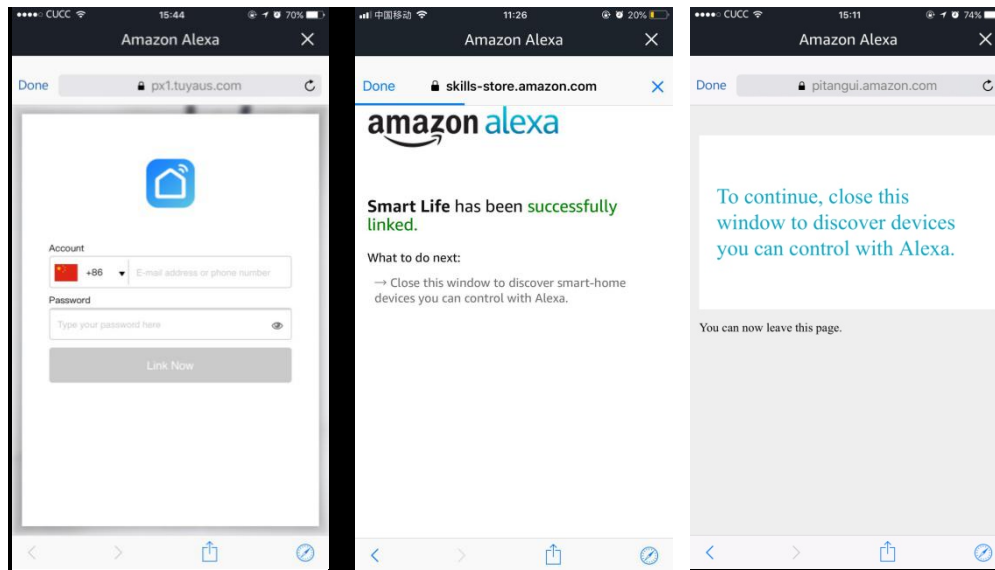 CUCC 15:44 70%
Amazon Alexa
Done px1.tuyaus.com
Account
+86 E-mail address or phone number
Password
Type your password here
Link Now
中国移动 11:26 20%
Amazon Alexa
Done skills-store.amazon.com
amazon alexa
Smart Life has been successfully
linked.
What to do next:
→ Close this window to discover smart-home
devices you can control with Alexa.
CUCC 15:11 74%
Amazon Alexa
Done pitangui.amazon.com
To continue, close this
window to discover devices
you can control with Alexa.
You can now leave this page.